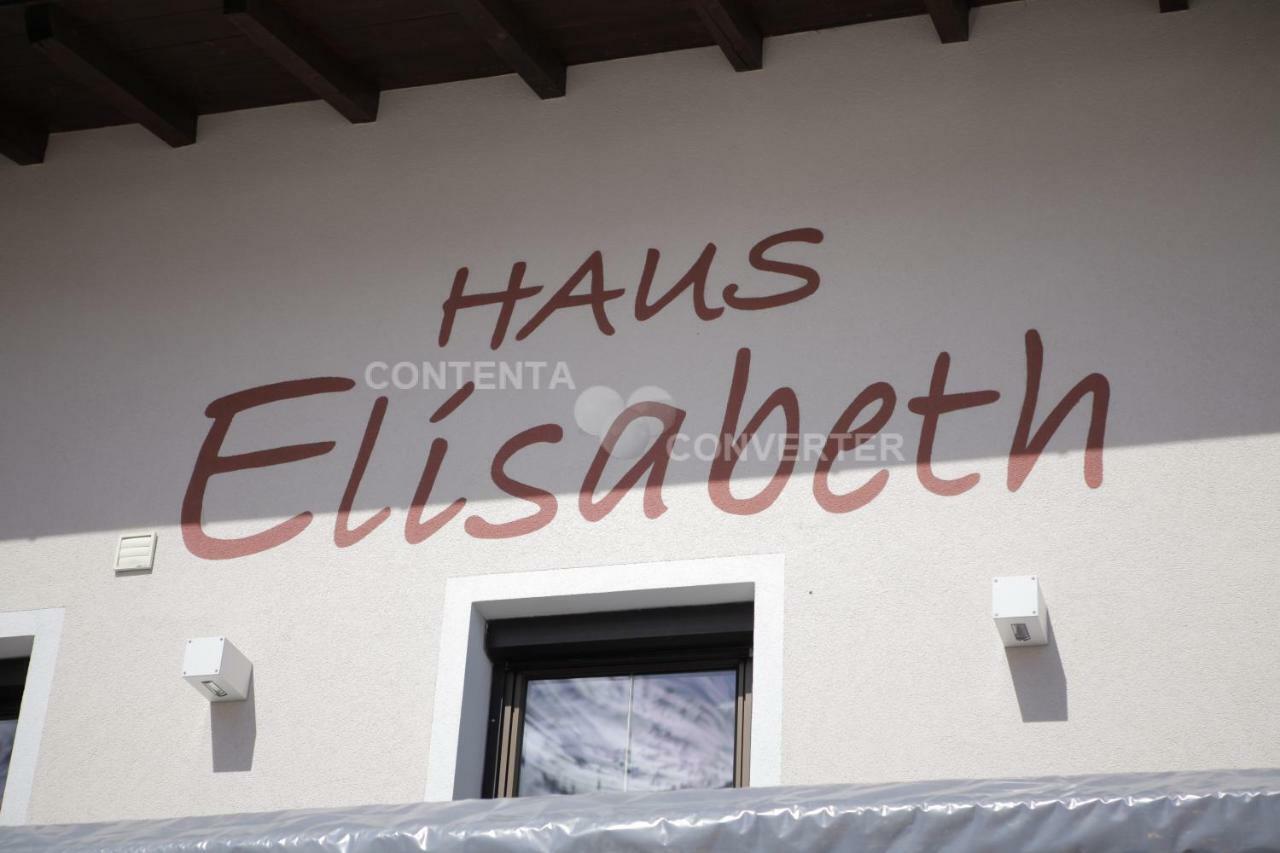 HAUS
CONTENTA
Elisabeth
CONVERTER